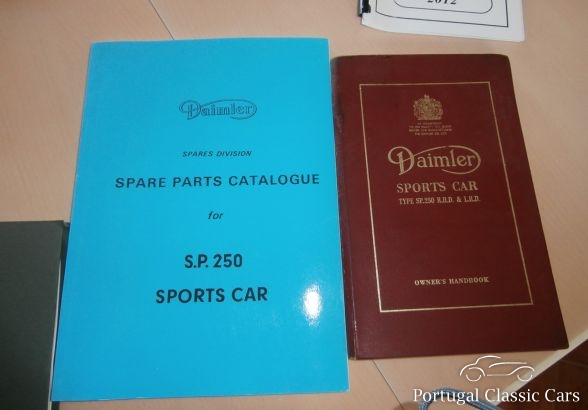 2012
Daimler
SPARES DIVISION
SPARE PARTS CATALOGUE
for
S.P. 250
SPORTS CAR
Daimler
SPORTS CAR
TYPE SP.250 R.H.D. & L.H.D.
OWNER'S HANDBOOK
Portugal Classic Cars